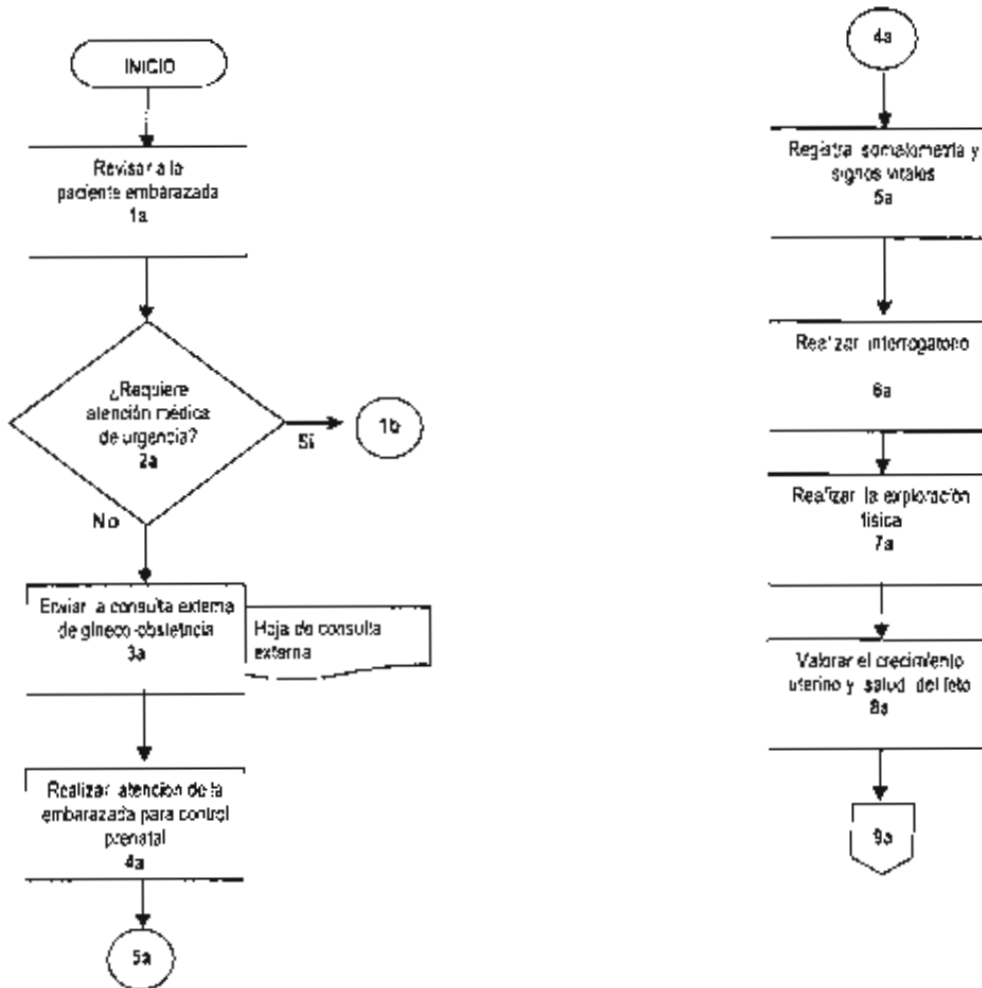 INICIO
Revisar a la
paciente embarazada
1a
¿Requiere
atención médica
de urgencia?
2a
Sí
1b
No
Enviar a consulta externa
de gineco-obstetricia
3a
Hoja de consulta
externa
Realizar atención de la
embarazada para control
prenatal
4a
5a
4a
Registra somatometría y
signos vitales
5a
Realizar interrogatorio
6a
Realizar la exploración
física
7a
Valorar el crecimiento
uterino y salud del feto
8a
9a